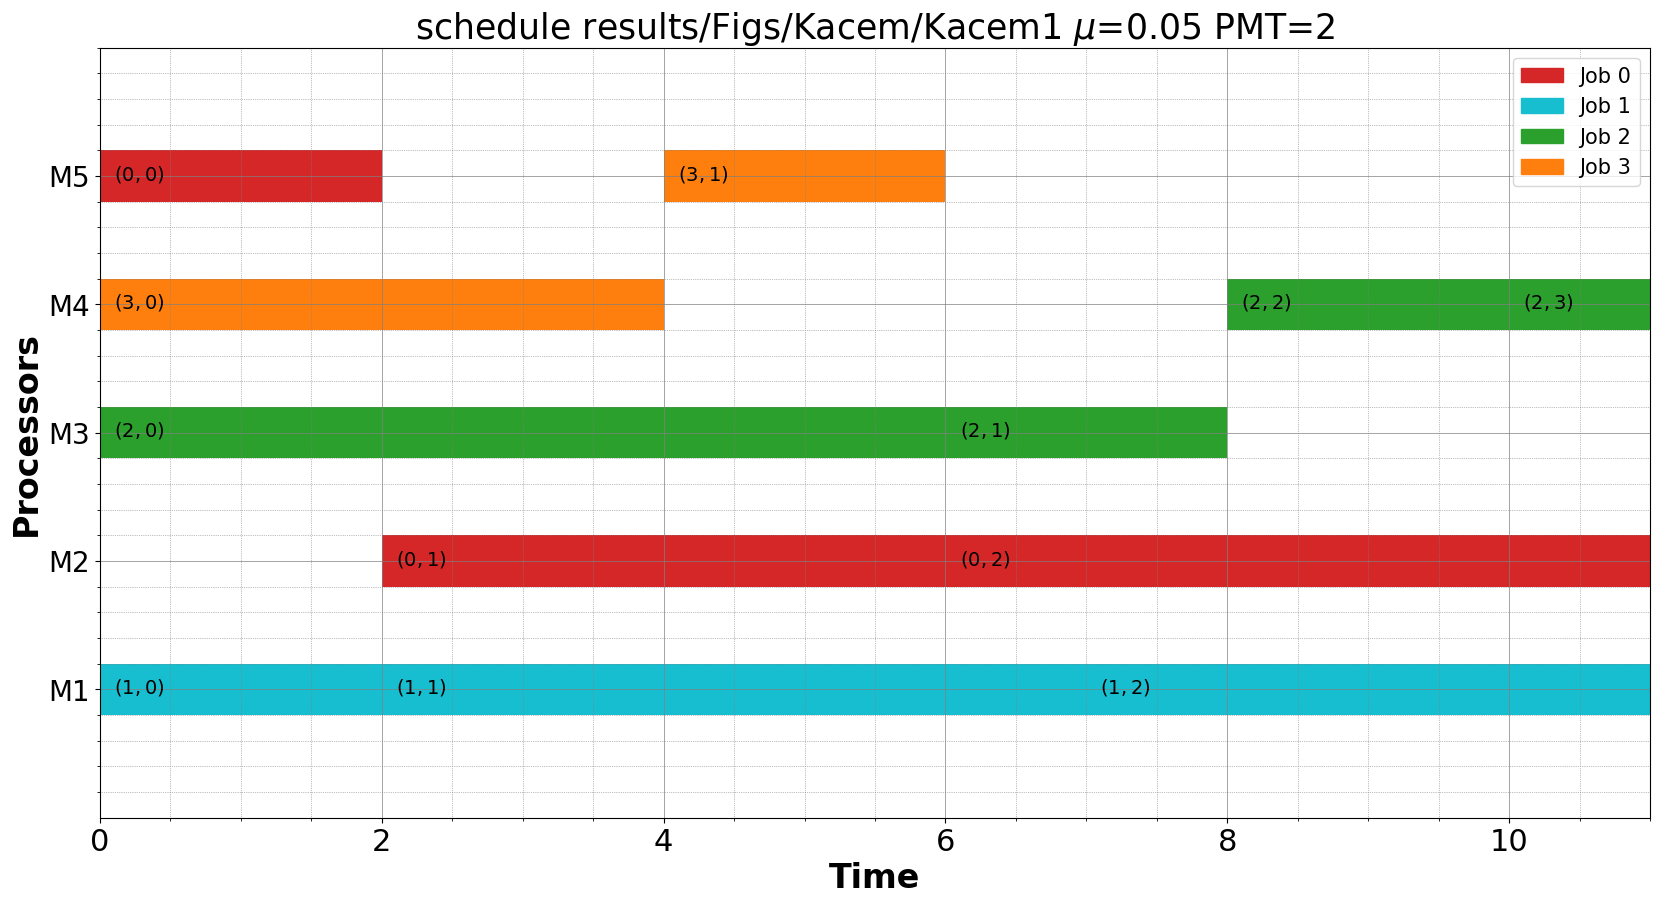 schedule results/Figs/Kacem/Kacem1 μ=0.05 PMT=2
Job 0
Job 1
Job 2
Job 3
M5
(0, 0)
(3, 1)
M4
(3, 0)
(2, 2)
(2, 3)
M3
(2, 0)
(2, 1)
M2
(0, 1)
(0, 2)
M1
(1, 0)
(1, 1)
(1, 2)
Processors
0 2 4 6 8 10
Time